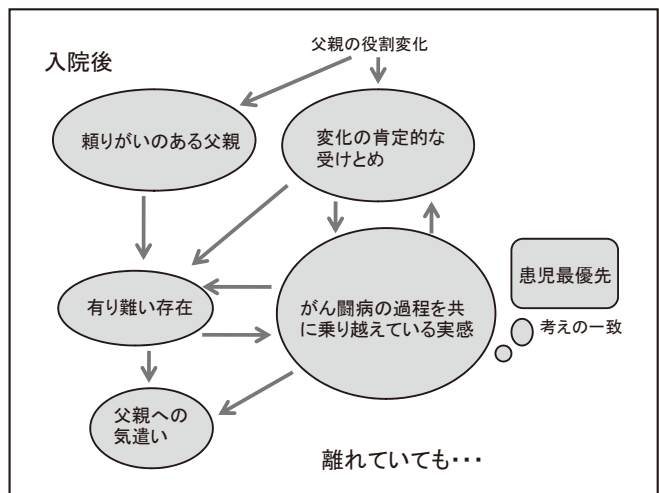 父親の役割変化
入院後
頼りがいのある父親
変化の肯定的な
受けとめ
患児最優先
有り難い存在
がん闘病の過程を共
に乗り越えている実感
考えの一致
父親への
気遣い
離れていても・・・